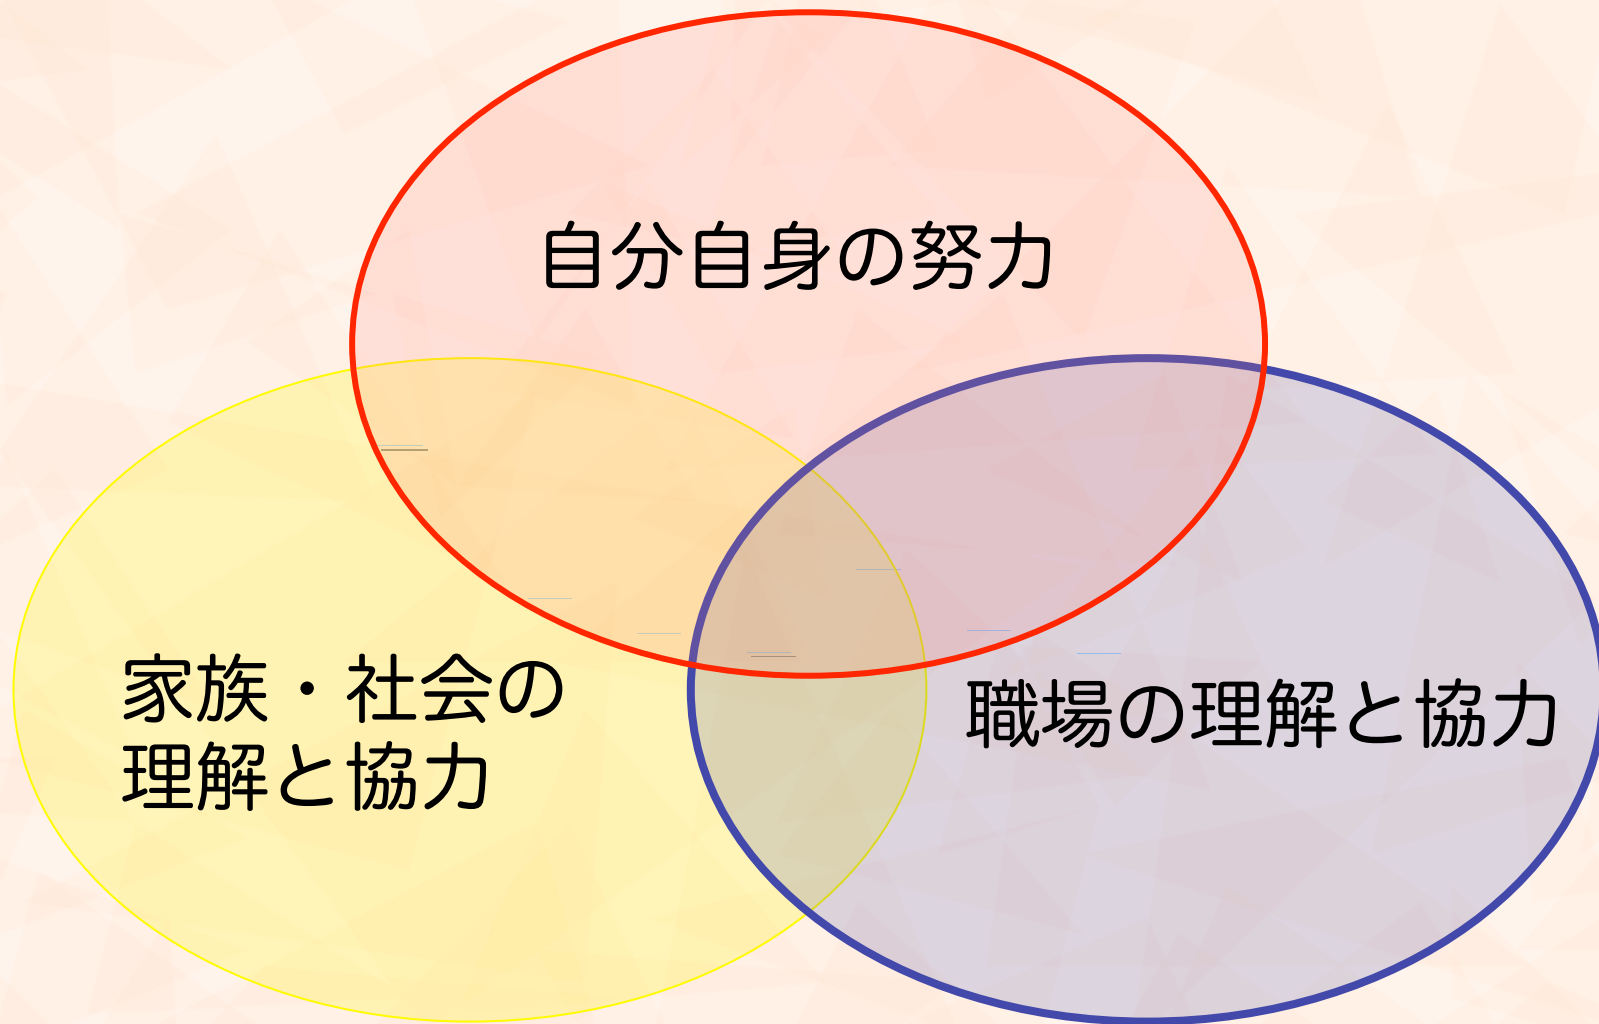 自分自身の努力
家族・社会の
理解と協力
職場の理解と協力